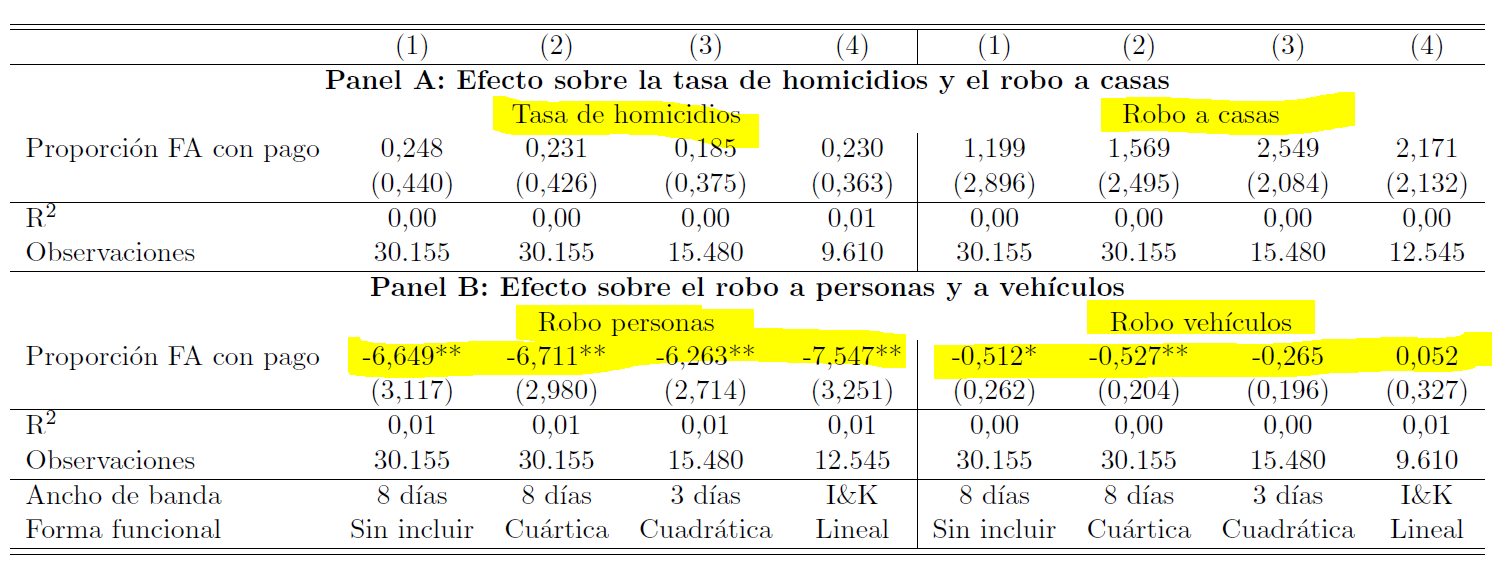 (1) (2) (3) (4) (1) (2) (3) (4)
Panel A: Efecto sobre la tasa de homicidios y el robo a casas
Tasa de homicidios Robo a casas
Proporción FA con pago 0,248 0,231 0,185 0,230 1,199 1,569 2,549 2,171
(0,440) (0,426) (0,375) (0,363) (2,896) (2,495) (2,084) (2,132)
R² 0,00 0,00 0,00 0,01 0,00 0,00 0,00 0,00
Observaciones 30.155 30.155 15.480 9.610 30.155 30.155 15.480 12.545
Panel B: Efecto sobre el robo a personas y a vehículos
Robo personas Robo vehículos
Proporción FA con pago -6,649** -6,711** -6,263** -7,547** -0,512* -0,527** -0,265 0,052
(3,117) (2,980) (2,714) (3,251) (0,262) (0,204) (0,196) (0,327)
R² 0,01 0,01 0,01 0,01 0,00 0,00 0,00 0,01
Observaciones 30.155 30.155 15.480 12.545 30.155 30.155 15.480 9.610
Ancho de banda 8 días 8 días 3 días I&K 8 días 8 días 3 días I&K
Forma funcional Sin incluir Cuártica Cuadrática Lineal Sin incluir Cuártica Cuadrática Lineal